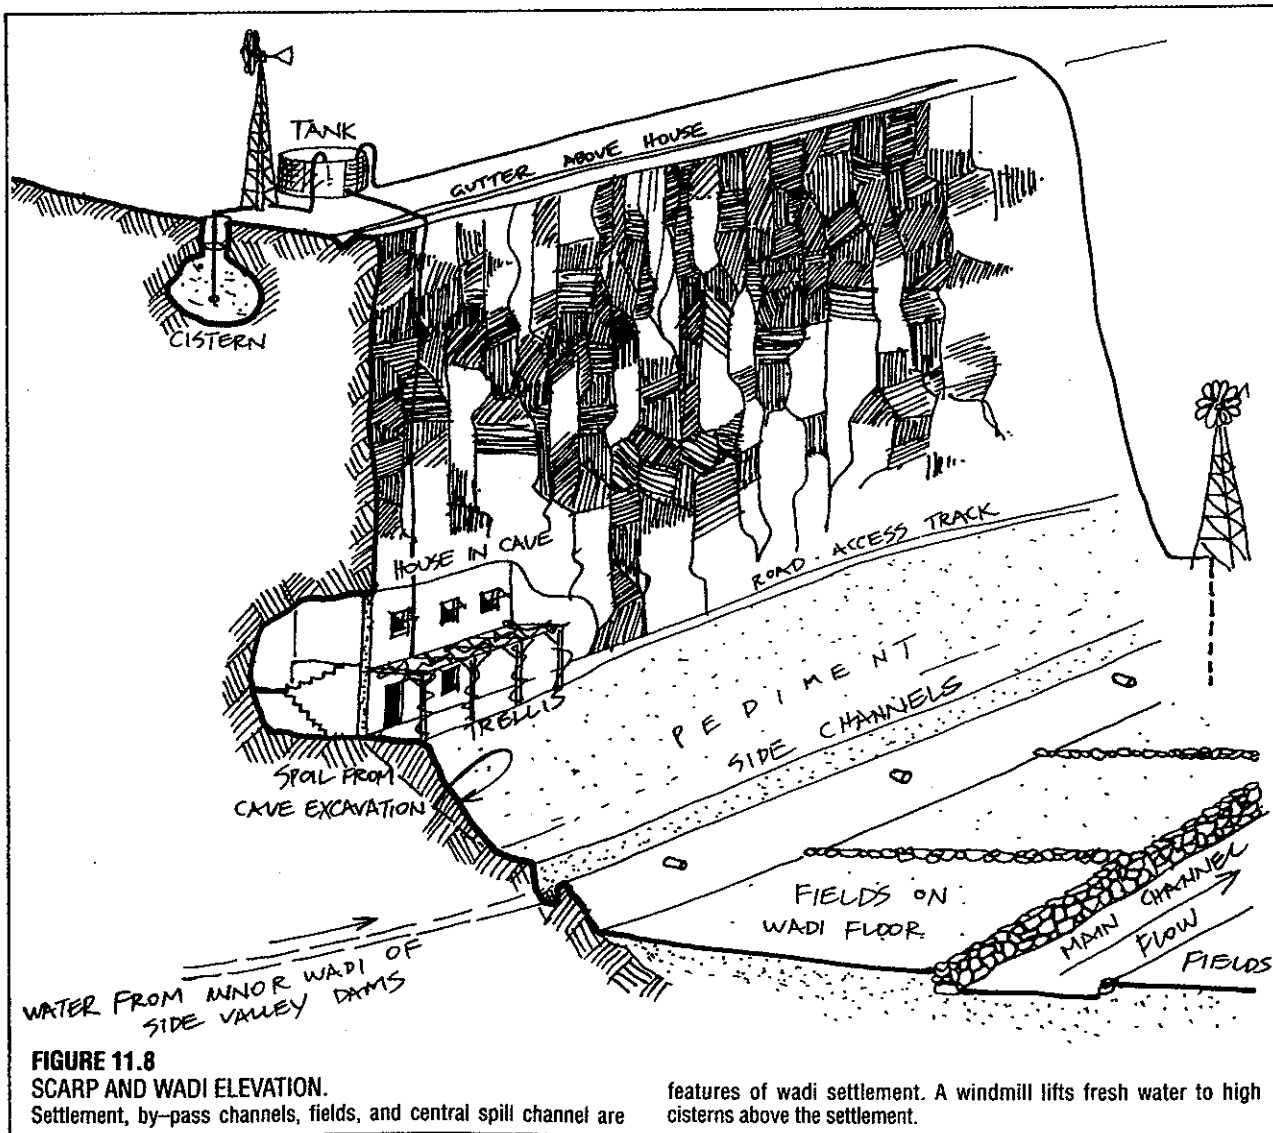 TANK
GUTTER ABOVE HOUSE
CISTERN
HOUSE IN CAVE
ROAD ACCESS TRACK
TRELLIS
PEDIMENT
SIDE CHANNELS
SPOIL FROM
CAVE EXCAVATION
FIELDS ON
WADI FLOOR
MAIN CHANNEL
FLOW
FIELDS
WATER FROM MINOR WADI OF
SIDE VALLEY DAMS
FIGURE 11.8
SCARP AND WADI ELEVATION.
Settlement, by-pass channels, fields, and central spill channel are
features of wadi settlement. A windmill lifts fresh water to high
cisterns above the settlement.